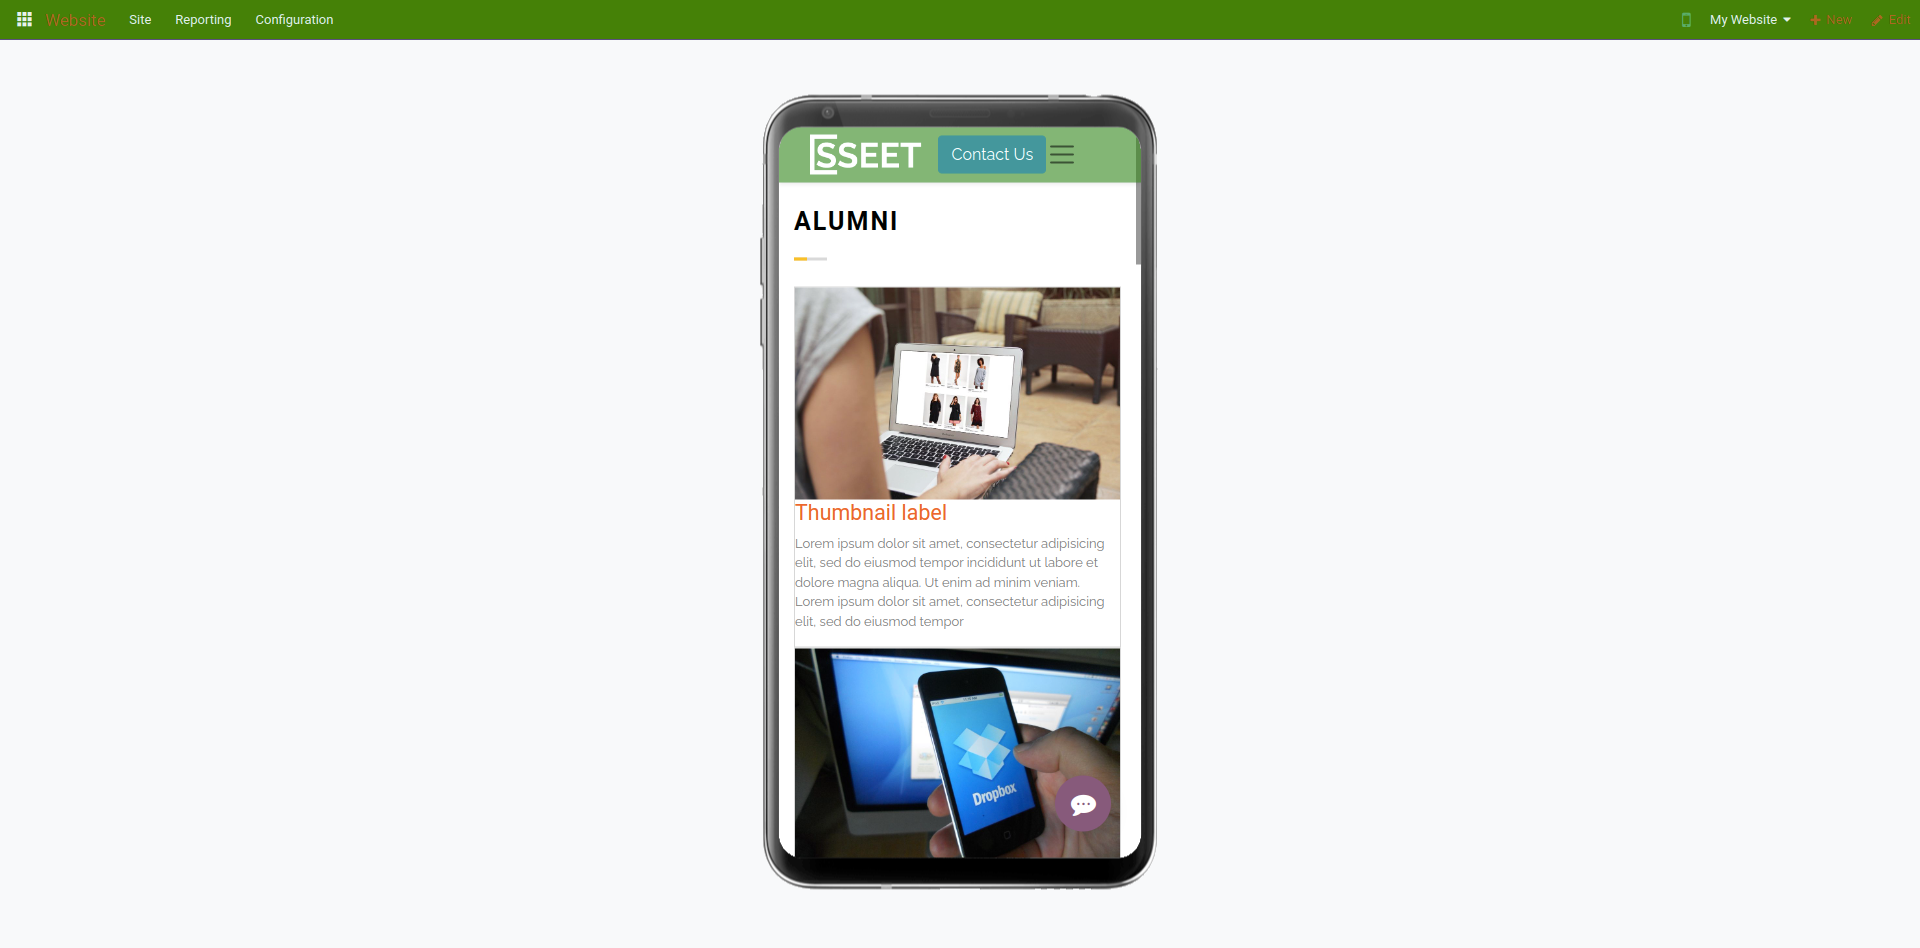 Website Site Reporting Configuration My Website New Edit
SSEET Contact Us
ALUMNI
Thumbnail label
Lorem ipsum dolor sit amet, consectetur adipisicing
elit, sed do eiusmod tempor incididunt ut labore et
dolore magna aliqua. Ut enim ad minim veniam.
Lorem ipsum dolor sit amet, consectetur adipisicing
elit, sed do eiusmod tempor
Dropbox